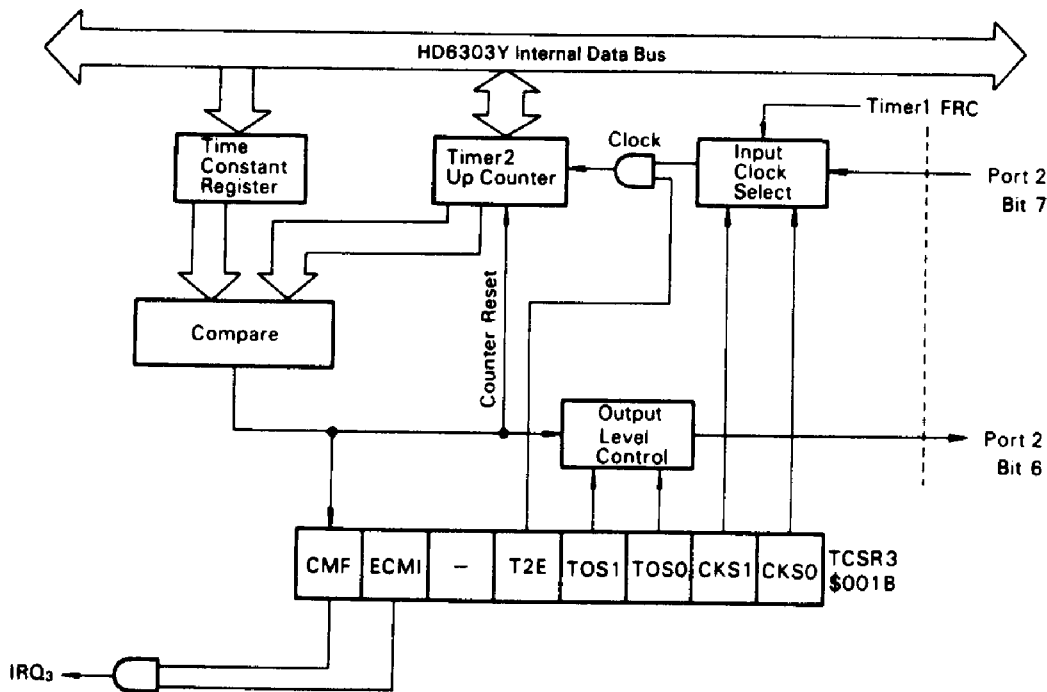 HD6303Y Internal Data Bus
Timer1 FRC
Time
Constant
Register
Timer2
Up Counter
Clock
Input
Clock
Select
Port 2
Bit 7
Compare
Counter Reset
Output
Level
Control
Port 2
Bit 6
CMF
ECMI
–
T2E
TOS1
TOS0
CKS1
CKS0
TCSR3
$001B
IRQ₃